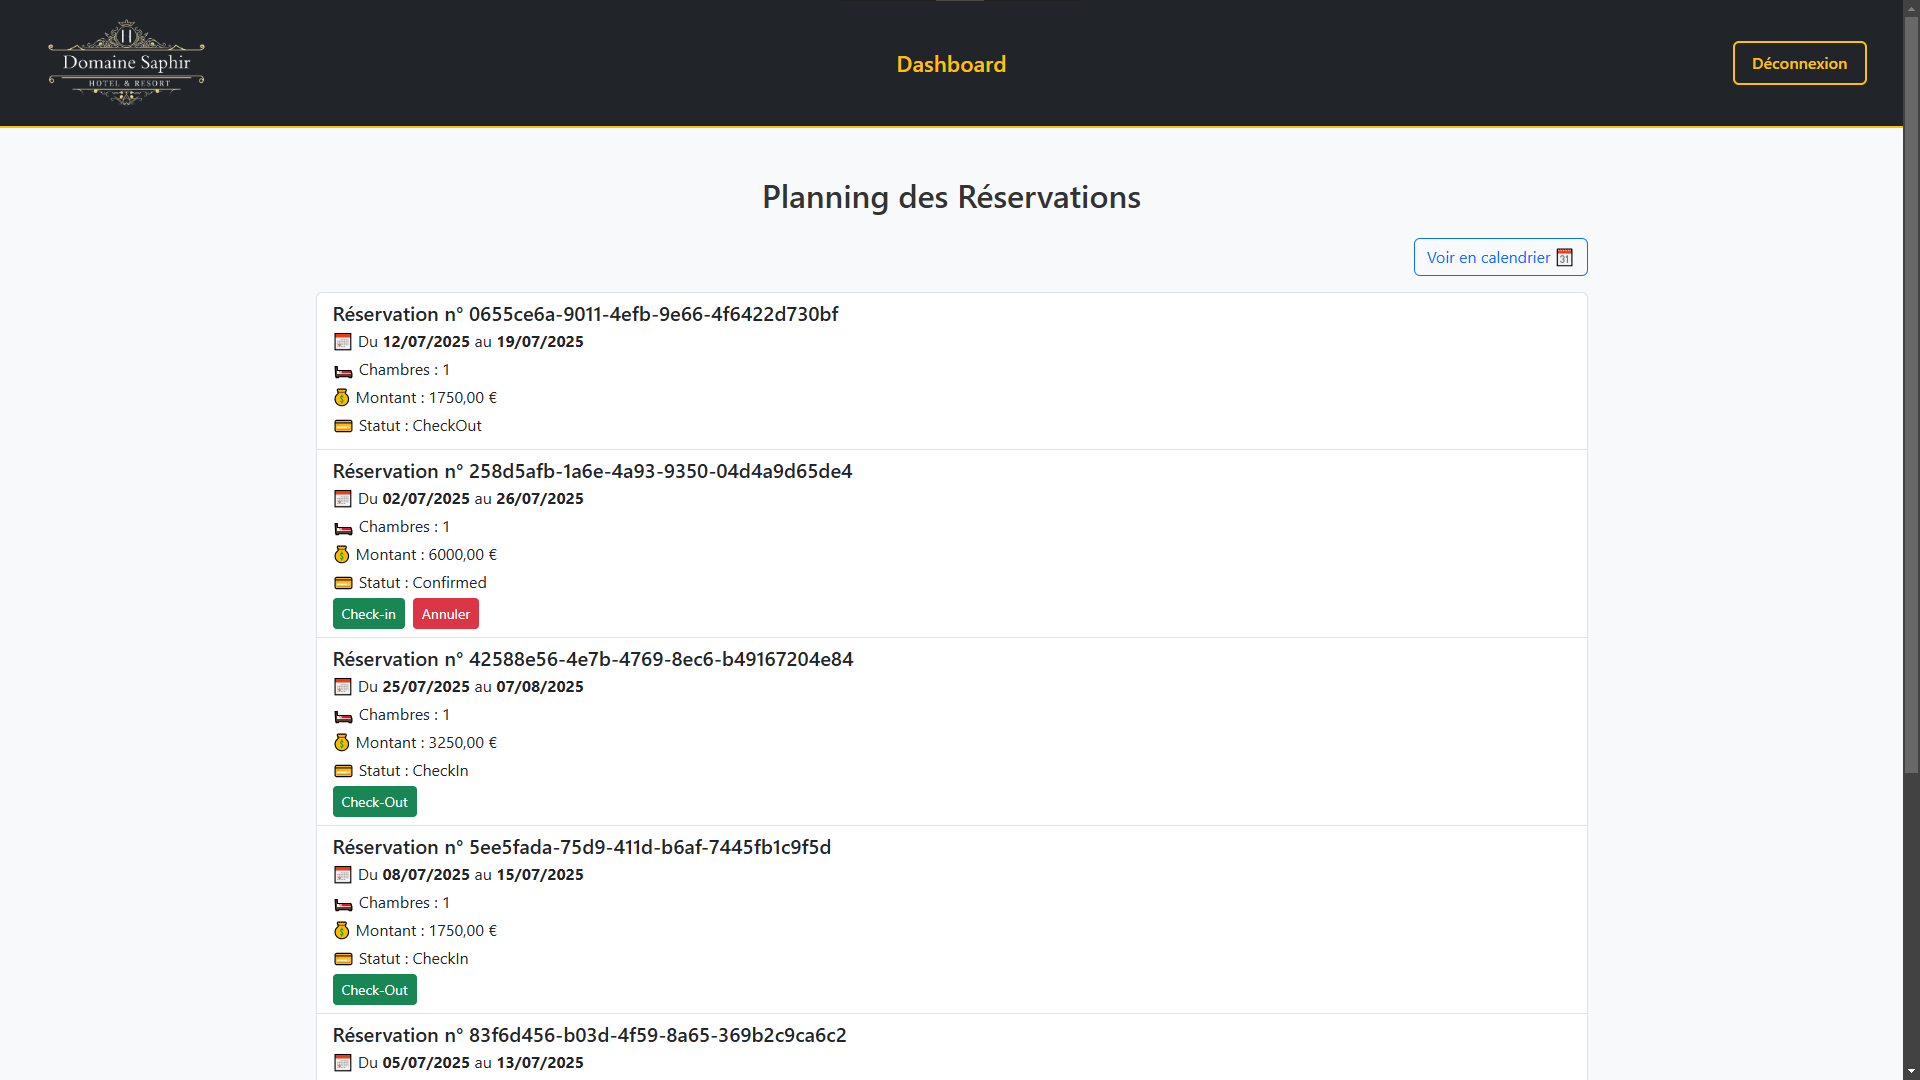 Domaine Saphir
HOTEL & RESORT
Dashboard
Déconnexion
Planning des Réservations
Voir en calendrier
Réservation n° 0655ce6a-9011-4efb-9e66-4f6422d730bf
Du 12/07/2025 au 19/07/2025
Chambres : 1
Montant : 1750,00 €
Statut : CheckOut
Réservation n° 258d5afb-1a6e-4a93-9350-04d4a9d65de4
Du 02/07/2025 au 26/07/2025
Chambres : 1
Montant : 6000,00 €
Statut : Confirmed
Check-in Annuler
Réservation n° 42588e56-4e7b-4769-8ec6-b49167204e84
Du 25/07/2025 au 07/08/2025
Chambres : 1
Montant : 3250,00 €
Statut : CheckIn
Check-Out
Réservation n° 5ee5fada-75d9-411d-b6af-7445fb1c9f5d
Du 08/07/2025 au 15/07/2025
Chambres : 1
Montant : 1750,00 €
Statut : CheckIn
Check-Out
Réservation n° 83f6d456-b03d-4f59-8a65-369b2c9ca6c2
Du 05/07/2025 au 13/07/2025